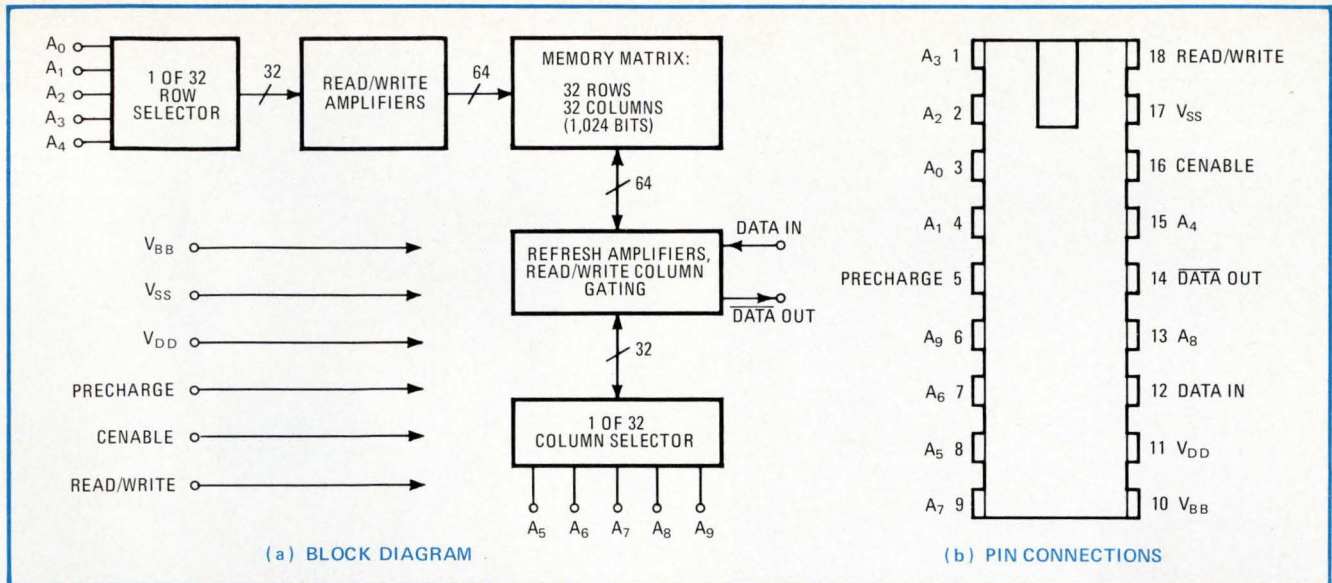 A0
A1
A2
A3
A4
1 OF 32
ROW
SELECTOR
32
READ/WRITE
AMPLIFIERS
64
MEMORY MATRIX:
32 ROWS
32 COLUMNS
(1,024 BITS)
64
VBB
VSS
VDD
PRECHARGE
CENABLE
READ/WRITE
REFRESH AMPLIFIERS,
READ/WRITE COLUMN
GATING
DATA IN
DATA OUT
32
1 OF 32
COLUMN SELECTOR
A5 A6 A7 A8 A9
(a) BLOCK DIAGRAM
A3 1
A2 2
A0 3
A1 4
PRECHARGE 5
A9 6
A6 7
A5 8
A7 9
18 READ/WRITE
17 VSS
16 CENABLE
15 A4
14 DATA OUT
13 A8
12 DATA IN
11 VDD
10 VBB
(b) PIN CONNECTIONS